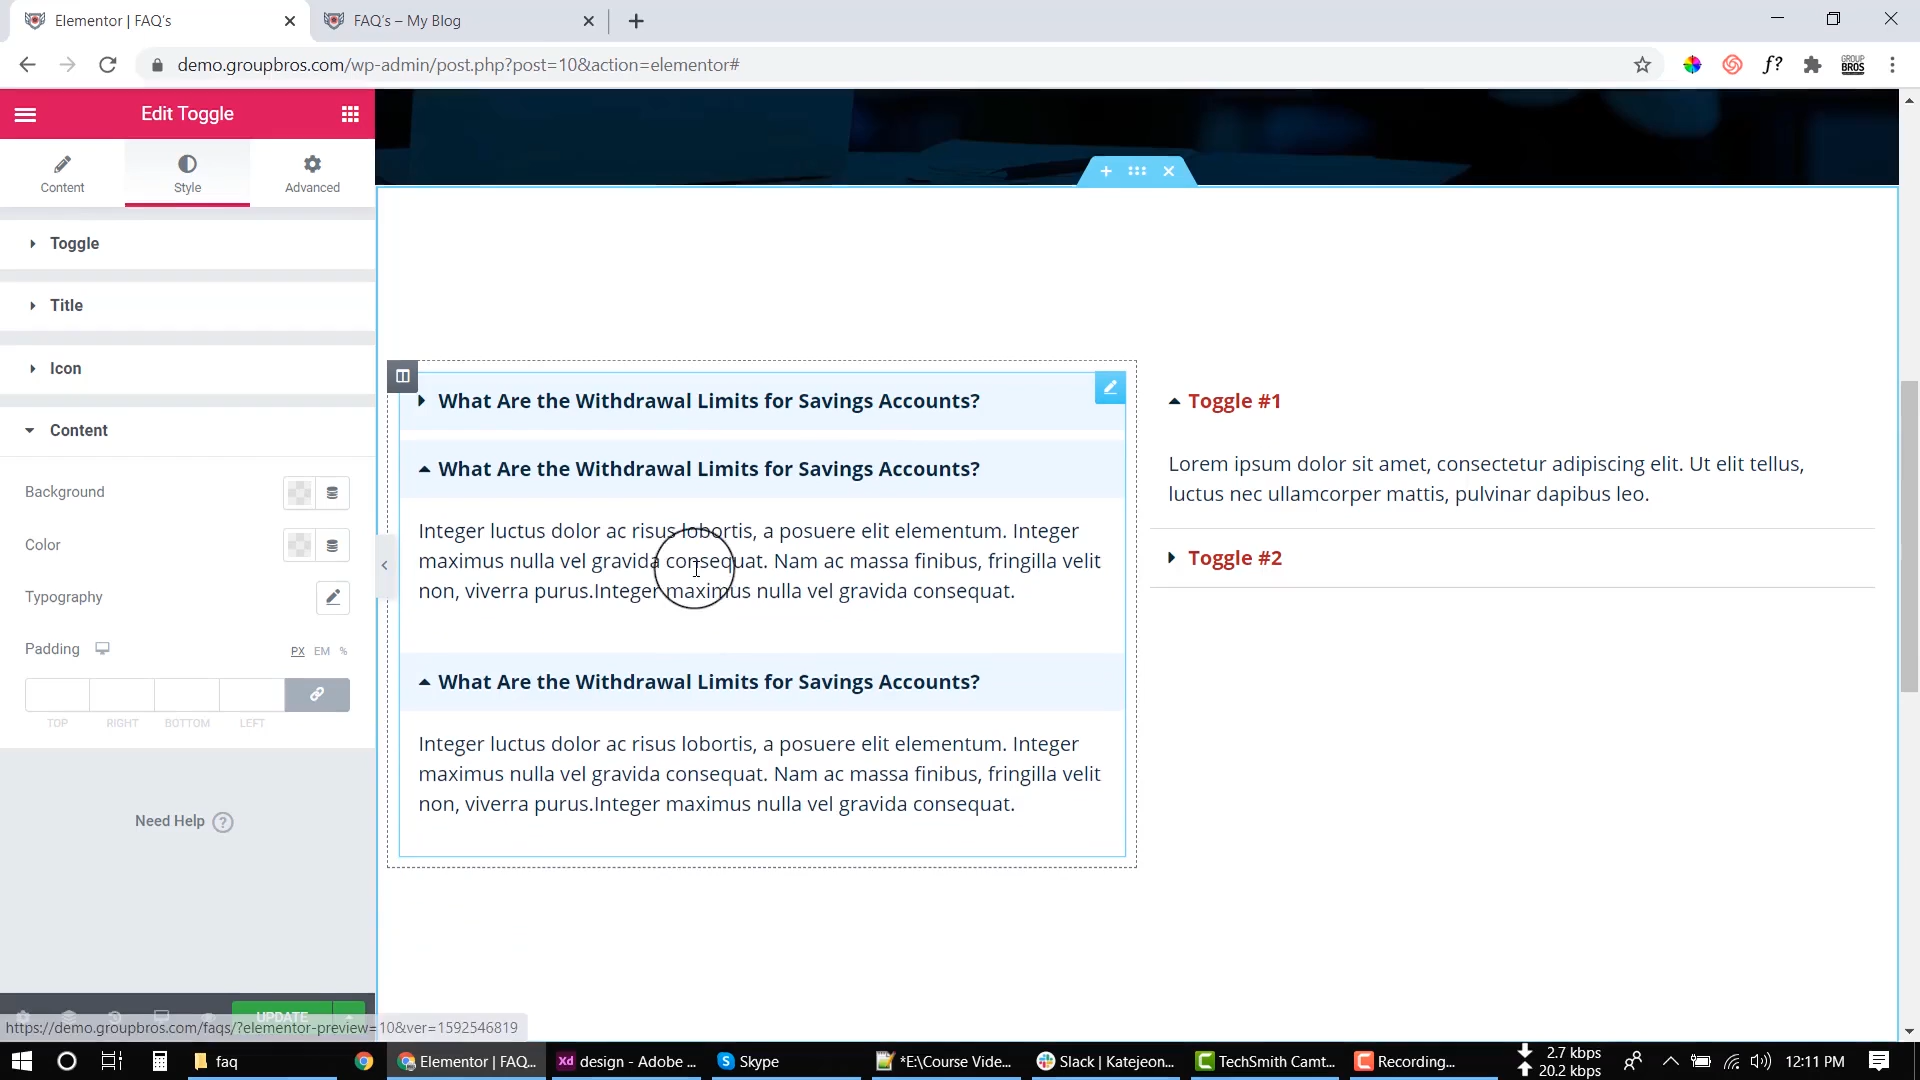 Elementor | FAQ's
FAQ's – My Blog
demo.groupbros.com/wp-admin/post.php?post=10&action=elementor#
f?
GROUP
BROS
Edit Toggle
Content
Style
Advanced
Toggle
Title
Icon
Content
Background
Color
Typography
Padding
PX EM %
TOP RIGHT BOTTOM LEFT
Need Help ?
UPDATE
https://demo.groupbros.com/faqs/?elementor-preview=10&ver=1592546819
What Are the Withdrawal Limits for Savings Accounts?
What Are the Withdrawal Limits for Savings Accounts?
Integer luctus dolor ac risus lobortis, a posuere elit elementum. Integer
maximus nulla vel gravida consequat. Nam ac massa finibus, fringilla velit
non, viverra purus.Integer maximus nulla vel gravida consequat.
What Are the Withdrawal Limits for Savings Accounts?
Integer luctus dolor ac risus lobortis, a posuere elit elementum. Integer
maximus nulla vel gravida consequat. Nam ac massa finibus, fringilla velit
non, viverra purus.Integer maximus nulla vel gravida consequat.
Toggle #1
Lorem ipsum dolor sit amet, consectetur adipiscing elit. Ut elit tellus,
luctus nec ullamcorper mattis, pulvinar dapibus leo.
Toggle #2
faq
Elementor | FAQ...
Xd design - Adobe ...
S Skype
*E:\Course Vide...
Slack | Katejeon...
C TechSmith Camt...
C Recording...
2.7 kbps
20.2 kbps
12:11 PM